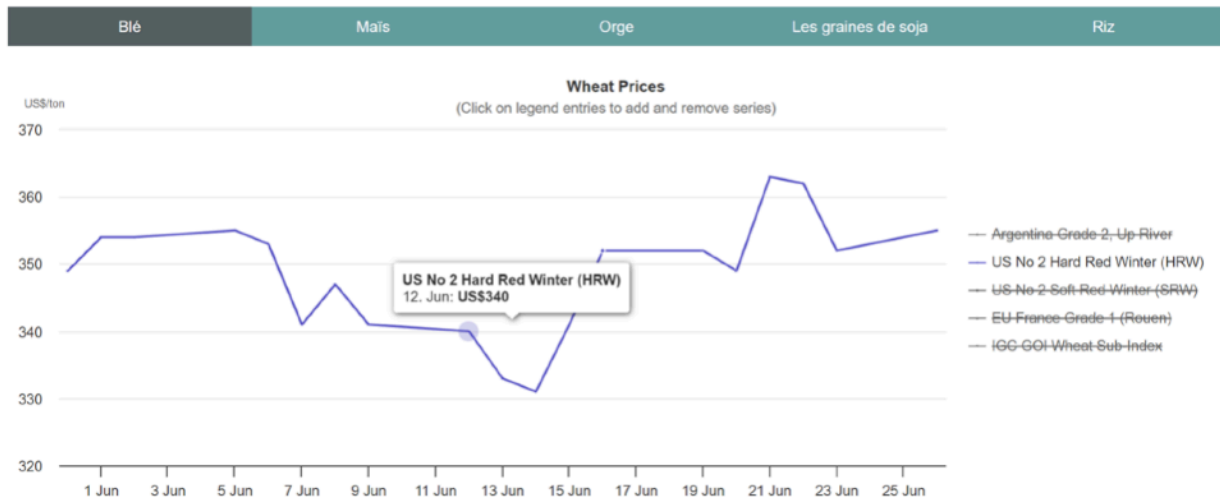 Blé Maïs Orge Les graines de soja Riz
Wheat Prices
(Click on legend entries to add and remove series)
US$/ton
370
360
350
340
330
320
US No 2 Hard Red Winter (HRW)
12. Jun: US$340
Argentina Grade 2, Up River
US No 2 Hard Red Winter (HRW)
US No 2 Soft Red Winter (SRW)
EU France Grade 1 (Rouen)
IGC GOI Wheat Sub-Index
1 Jun 3 Jun 5 Jun 7 Jun 9 Jun 11 Jun 13 Jun 15 Jun 17 Jun 19 Jun 21 Jun 23 Jun 25 Jun